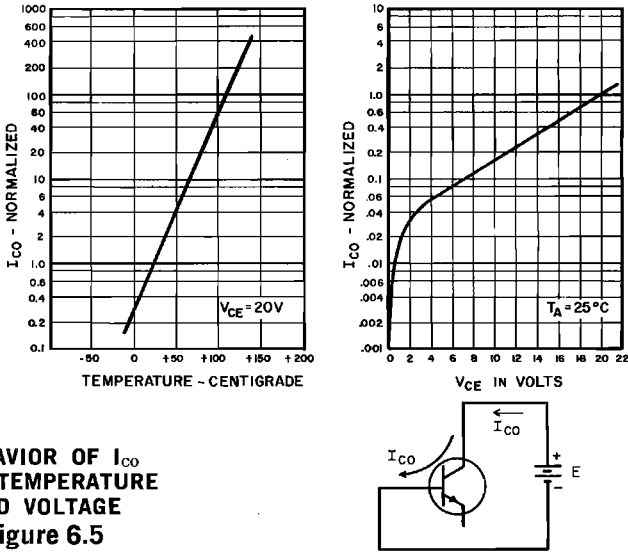 1000
600
400
200
100
80
40
20
10
6
4
2
1.0
0.6
0.4
0.2
0.1
ICO - NORMALIZED
VCE = 20V
-50 0 +50 +100 +150 +200
TEMPERATURE - CENTIGRADE
10
6
4
2
1.0
0.6
0.4
0.2
0.1
.06
.04
.02
.01
.006
.004
.002
.001
ICO - NORMALIZED
TA = 25°C
0 2 4 6 8 10 12 14 16 18 20 22
VCE IN VOLTS
ICO
ICO
+
E
-
AVIOR OF Ico
TEMPERATURE
D VOLTAGE
igure 6.5